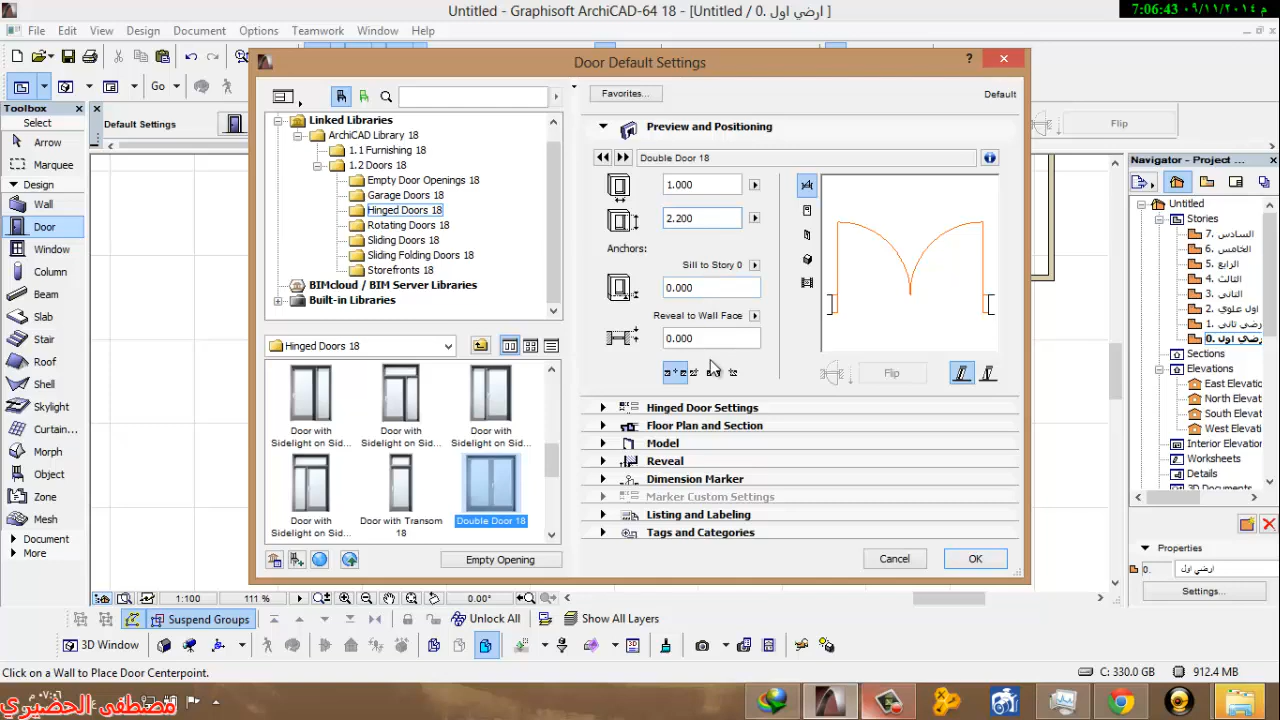 Untitled - Graphisoft ArchiCAD-64 18 - [Untitled / 0. ارضي اول ]
٠٩/١١/٢٠١٤ م 7:06:43
File Edit View Design Document Options Teamwork Window Help
Door Default Settings
Go
Flip
Toolbox
Select
Default Settings
Arrow
Marquee
Design
Wall
Door
Window
Column
Beam
Slab
Stair
Roof
Shell
Skylight
Curtain...
Morph
Object
Zone
Mesh
Document
More
Linked Libraries
ArchiCAD Library 18
1.1 Furnishing 18
1.2 Doors 18
Empty Door Openings 18
Garage Doors 18
Hinged Doors 18
Rotating Doors 18
Sliding Doors 18
Sliding Folding Doors 18
Storefronts 18
BIMcloud / BIM Server Libraries
Built-in Libraries
Hinged Doors 18
Door with Sidelight on Sid...
Door with Sidelight on Sid...
Door with Sidelight on Sid...
Door with Sidelight on Sid...
Door with Transom 18
Double Door 18
Empty Opening
Favorites...
Default
Preview and Positioning
Double Door 18
1.000
2.200
Anchors:
Sill to Story 0
0.000
Reveal to Wall Face
0.000
Flip
Hinged Door Settings
Floor Plan and Section
Model
Reveal
Dimension Marker
Marker Custom Settings
Listing and Labeling
Tags and Categories
Cancel
OK
Navigator - Project ...
Untitled
Stories
7. السادس
6. الخامس
5. الرابع
4. الثالث
3. الثاني
2. اول علوي
1. ارضي ثاني
0. ارضي اول
Sections
Elevations
East Elevat
North Elevat
South Elevat
West Elevat
Interior Elevation
Worksheets
Details
3D Documents
Properties
0. ارضي اول
Settings...
1:100
111 %
0.00°
Suspend Groups
Unlock All
Show All Layers
3D Window
Click on a Wall to Place Door Centerpoint.
C: 330.0 GB
912.4 MB
مصطفى الحضيري